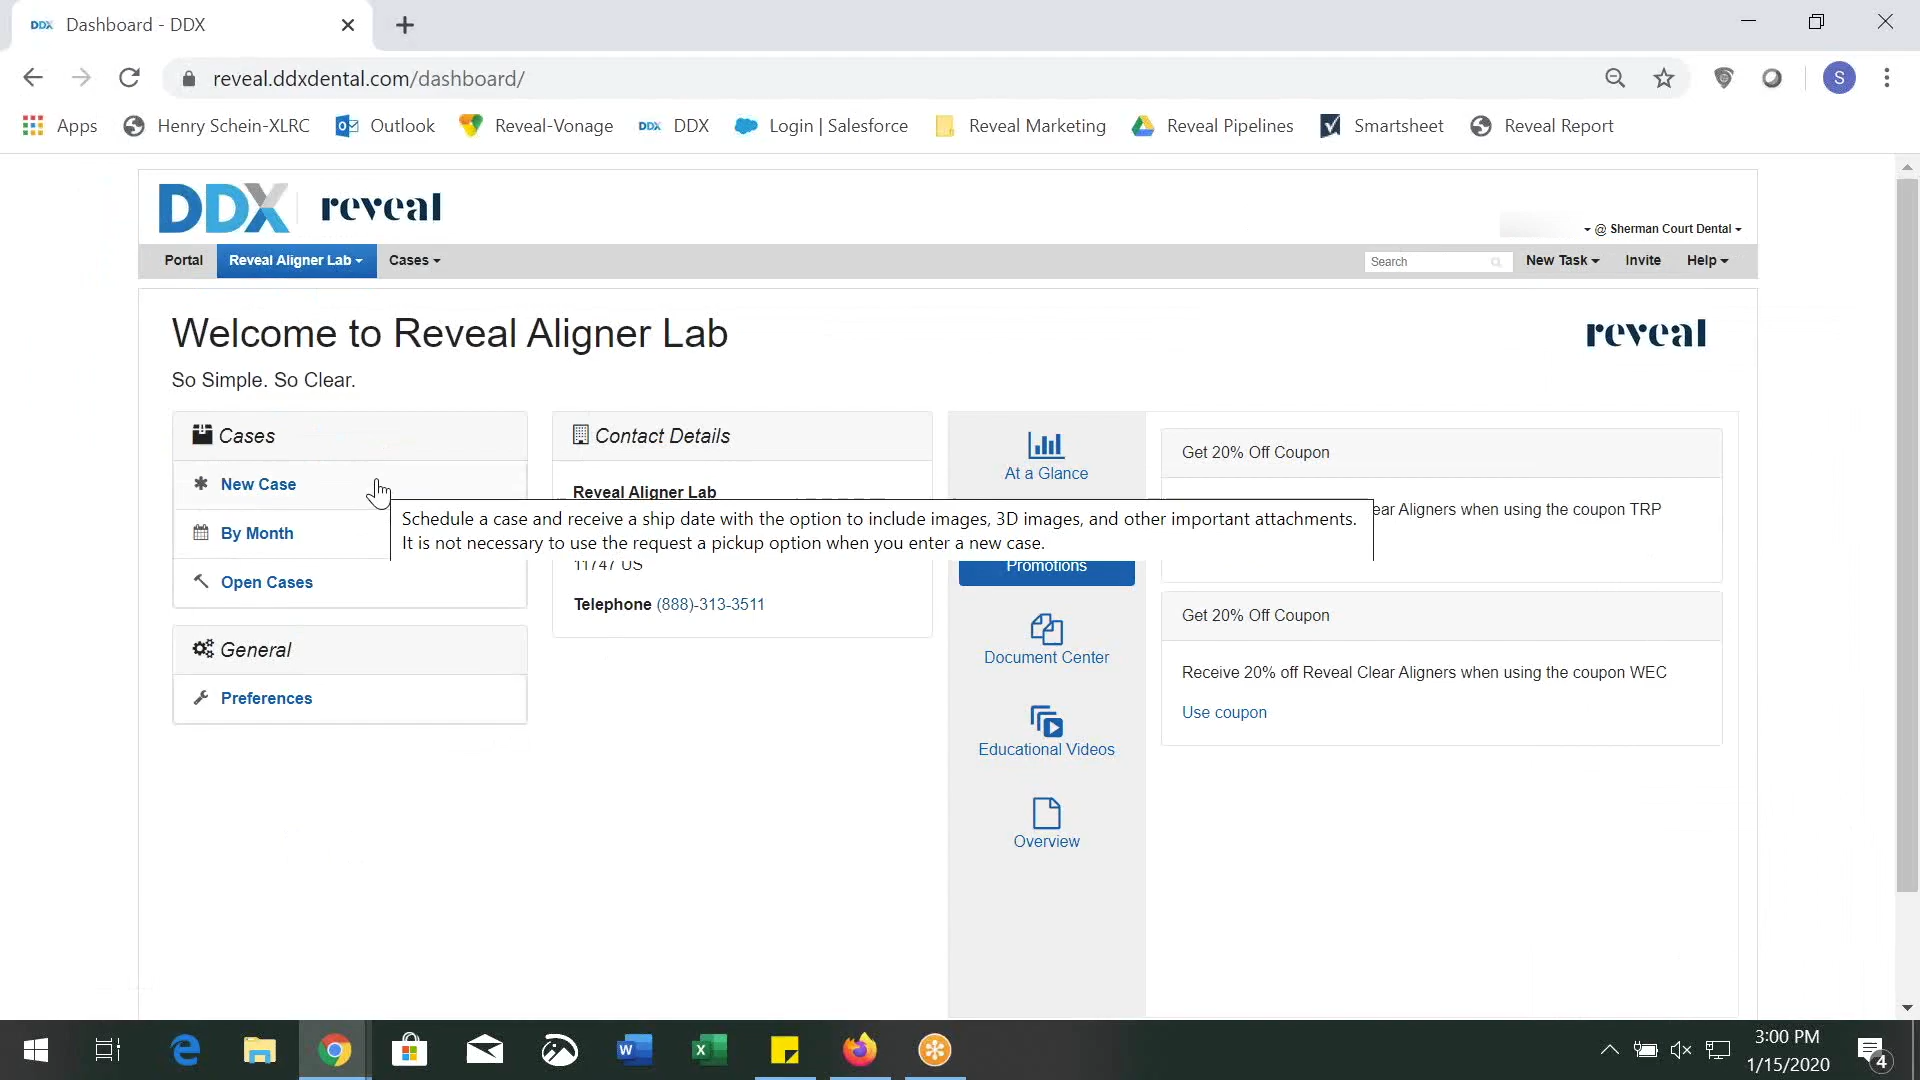 DDX Dashboard - DDX
reveal.ddxdental.com/dashboard/
S
Apps Henry Schein-XLRC Outlook Reveal-Vonage DDX DDX Login | Salesforce Reveal Marketing Reveal Pipelines Smartsheet Reveal Report
DDX reveal
@ Sherman Court Dental
Portal Reveal Aligner Lab Cases Search New Task Invite Help
Welcome to Reveal Aligner Lab
reveal
So Simple. So Clear.
Cases
New Case
By Month
Open Cases
General
Preferences
Contact Details
Reveal Aligner Lab
Schedule a case and receive a ship date with the option to include images, 3D images, and other important attachments.
It is not necessary to use the request a pickup option when you enter a new case.
11747 US
Telephone (888)-313-3511
At a Glance
Promotions
Document Center
Educational Videos
Overview
Get 20% Off Coupon
ear Aligners when using the coupon TRP
Get 20% Off Coupon
Receive 20% off Reveal Clear Aligners when using the coupon WEC
Use coupon
3:00 PM
1/15/2020
4